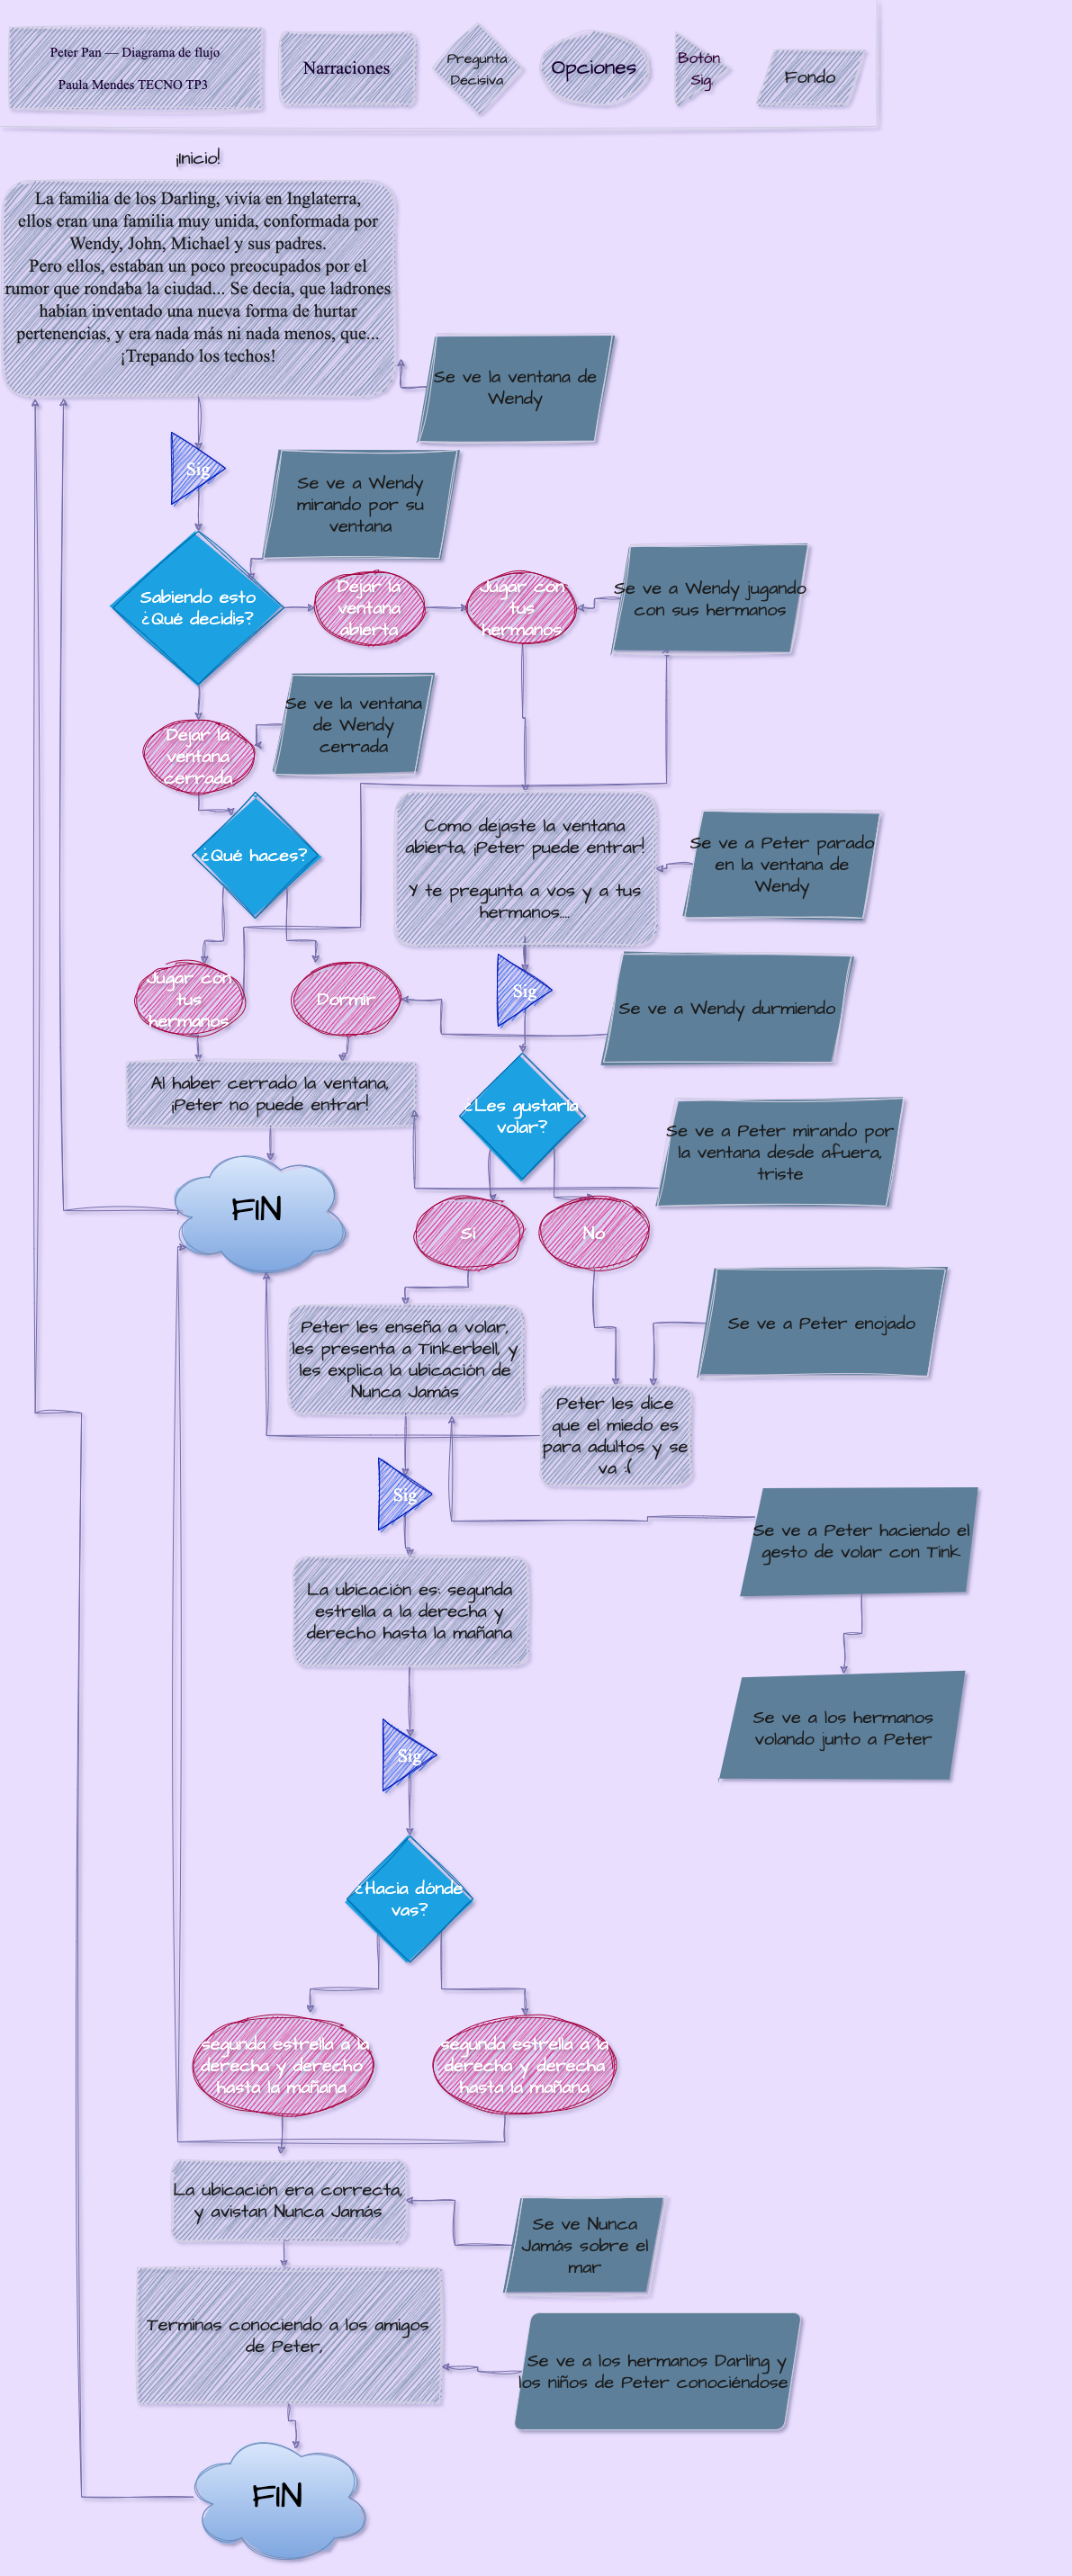 Peter Pan — Diagrama de flujo
Paula Mendes TECNO TP3
Narraciones
Pregunta
Decisiva
Opciones
Botón
Sig.
Fondo
¡Inicio!
La familia de los Darling, vivía en Inglaterra,
ellos eran una familia muy unida, conformada por
Wendy, John, Michael y sus padres.
Pero ellos, estaban un poco preocupados por el
rumor que rondaba la ciudad... Se decía, que ladrones
habían inventado una nueva forma de hurtar
pertenencias, y era nada más ni nada menos, que...
¡Trepando los techos!
Se ve la ventana de
Wendy
Sig
Se ve a Wendy
mirando por su
ventana
Sabiendo esto
¿Qué decidis?
Dejar la
ventana
abierta
Jugar con
tus
hermanos
Se ve a Wendy jugando
con sus hermanos
Dejar la
ventana
cerrada
Se ve la ventana
de Wendy
cerrada
¿Qué haces?
Como dejaste la ventana
abierta, ¡Peter puede entrar!
Y te pregunta a vos y a tus
hermanos....
Se ve a Peter parado
en la ventana de
Wendy
Jugar con
tus
hermanos
Dormir
Sig
Se ve a Wendy durmiendo
Al haber cerrado la ventana,
¡Peter no puede entrar!
¿Les gustaría
volar?
Se ve a Peter mirando por
la ventana desde afuera,
triste
FIN
Si
No
Se ve a Peter enojado
Peter les enseña a volar,
les presenta a Tinkerbell, y
les explica la ubicación de
Nunca Jamás
Peter les dice
que el miedo es
para adultos y se
va :(
Sig
Se ve a Peter haciendo el
gesto de volar con Tink
La ubicación es: segunda
estrella a la derecha y
derecho hasta la mañana
Se ve a los hermanos
volando junto a Peter
Sig
¿Hacia dónde
vas?
segunda estrella a la
derecha y derecho
hasta la mañana
segunda estrella a la
derecha y derecha
hasta la mañana
La ubicación era correcta,
y avistan Nunca Jamás
Se ve Nunca
Jamás sobre el
mar
Terminas conociendo a los amigos
de Peter,
Se ve a los hermanos Darling y
los niños de Peter conociéndose
FIN